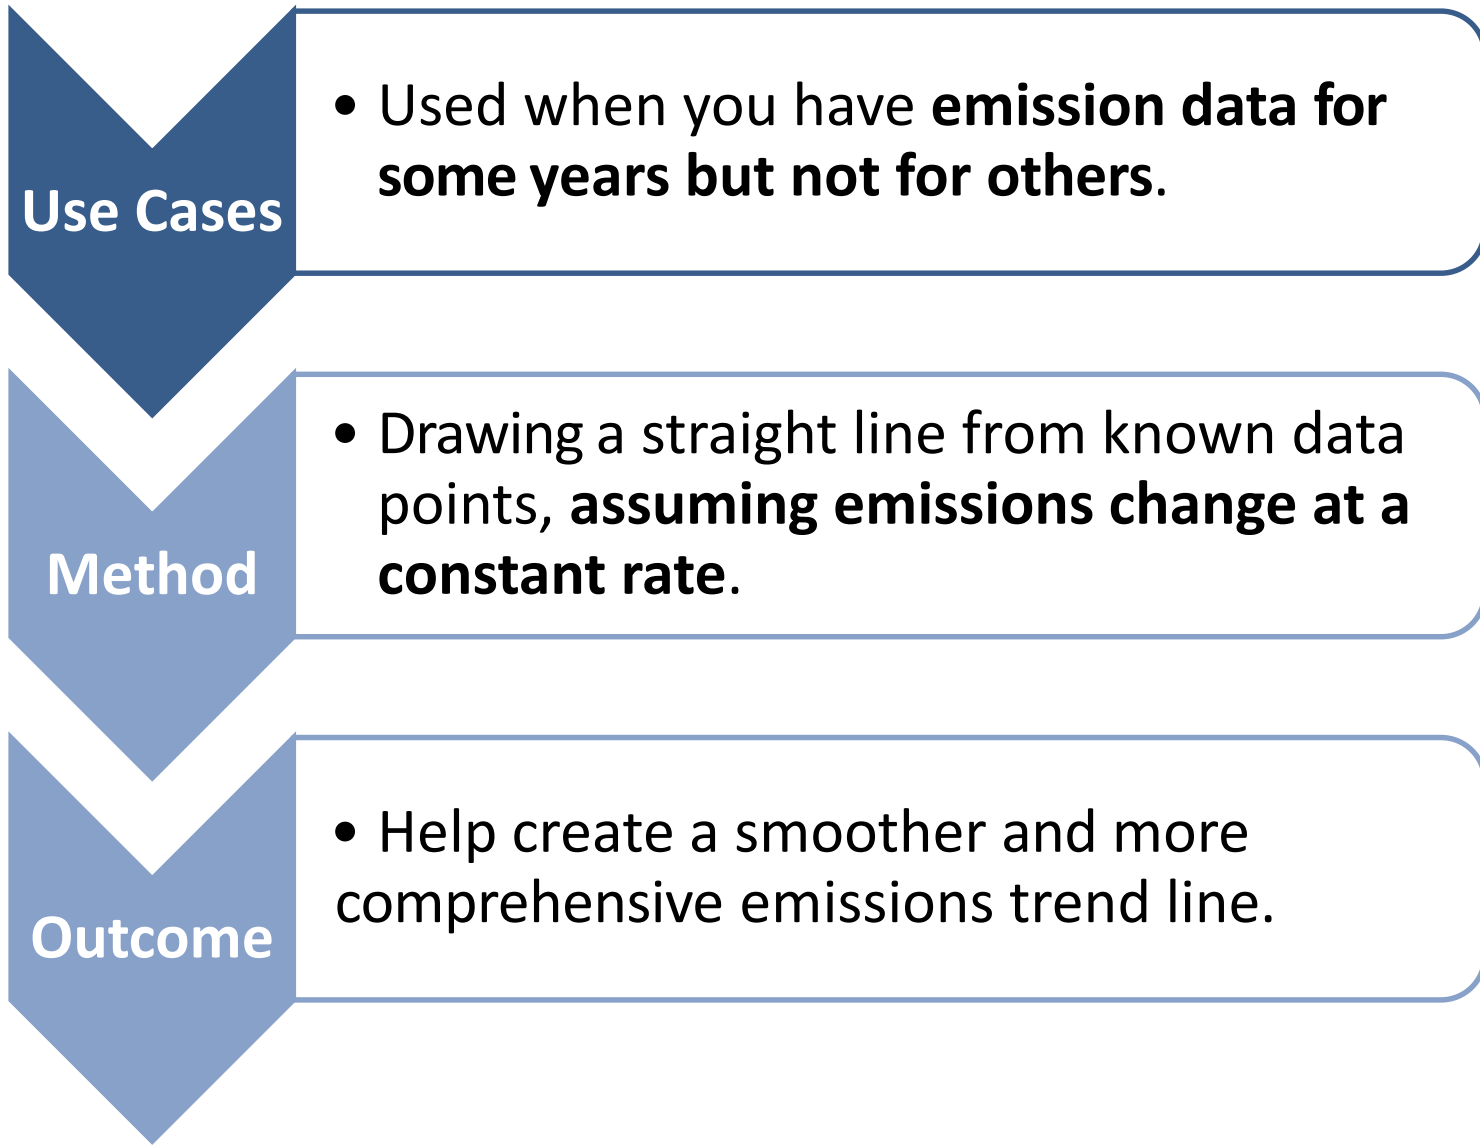 Use Cases
• Used when you have emission data for
some years but not for others.
Method
• Drawing a straight line from known data
points, assuming emissions change at a
constant rate.
Outcome
• Help create a smoother and more
comprehensive emissions trend line.